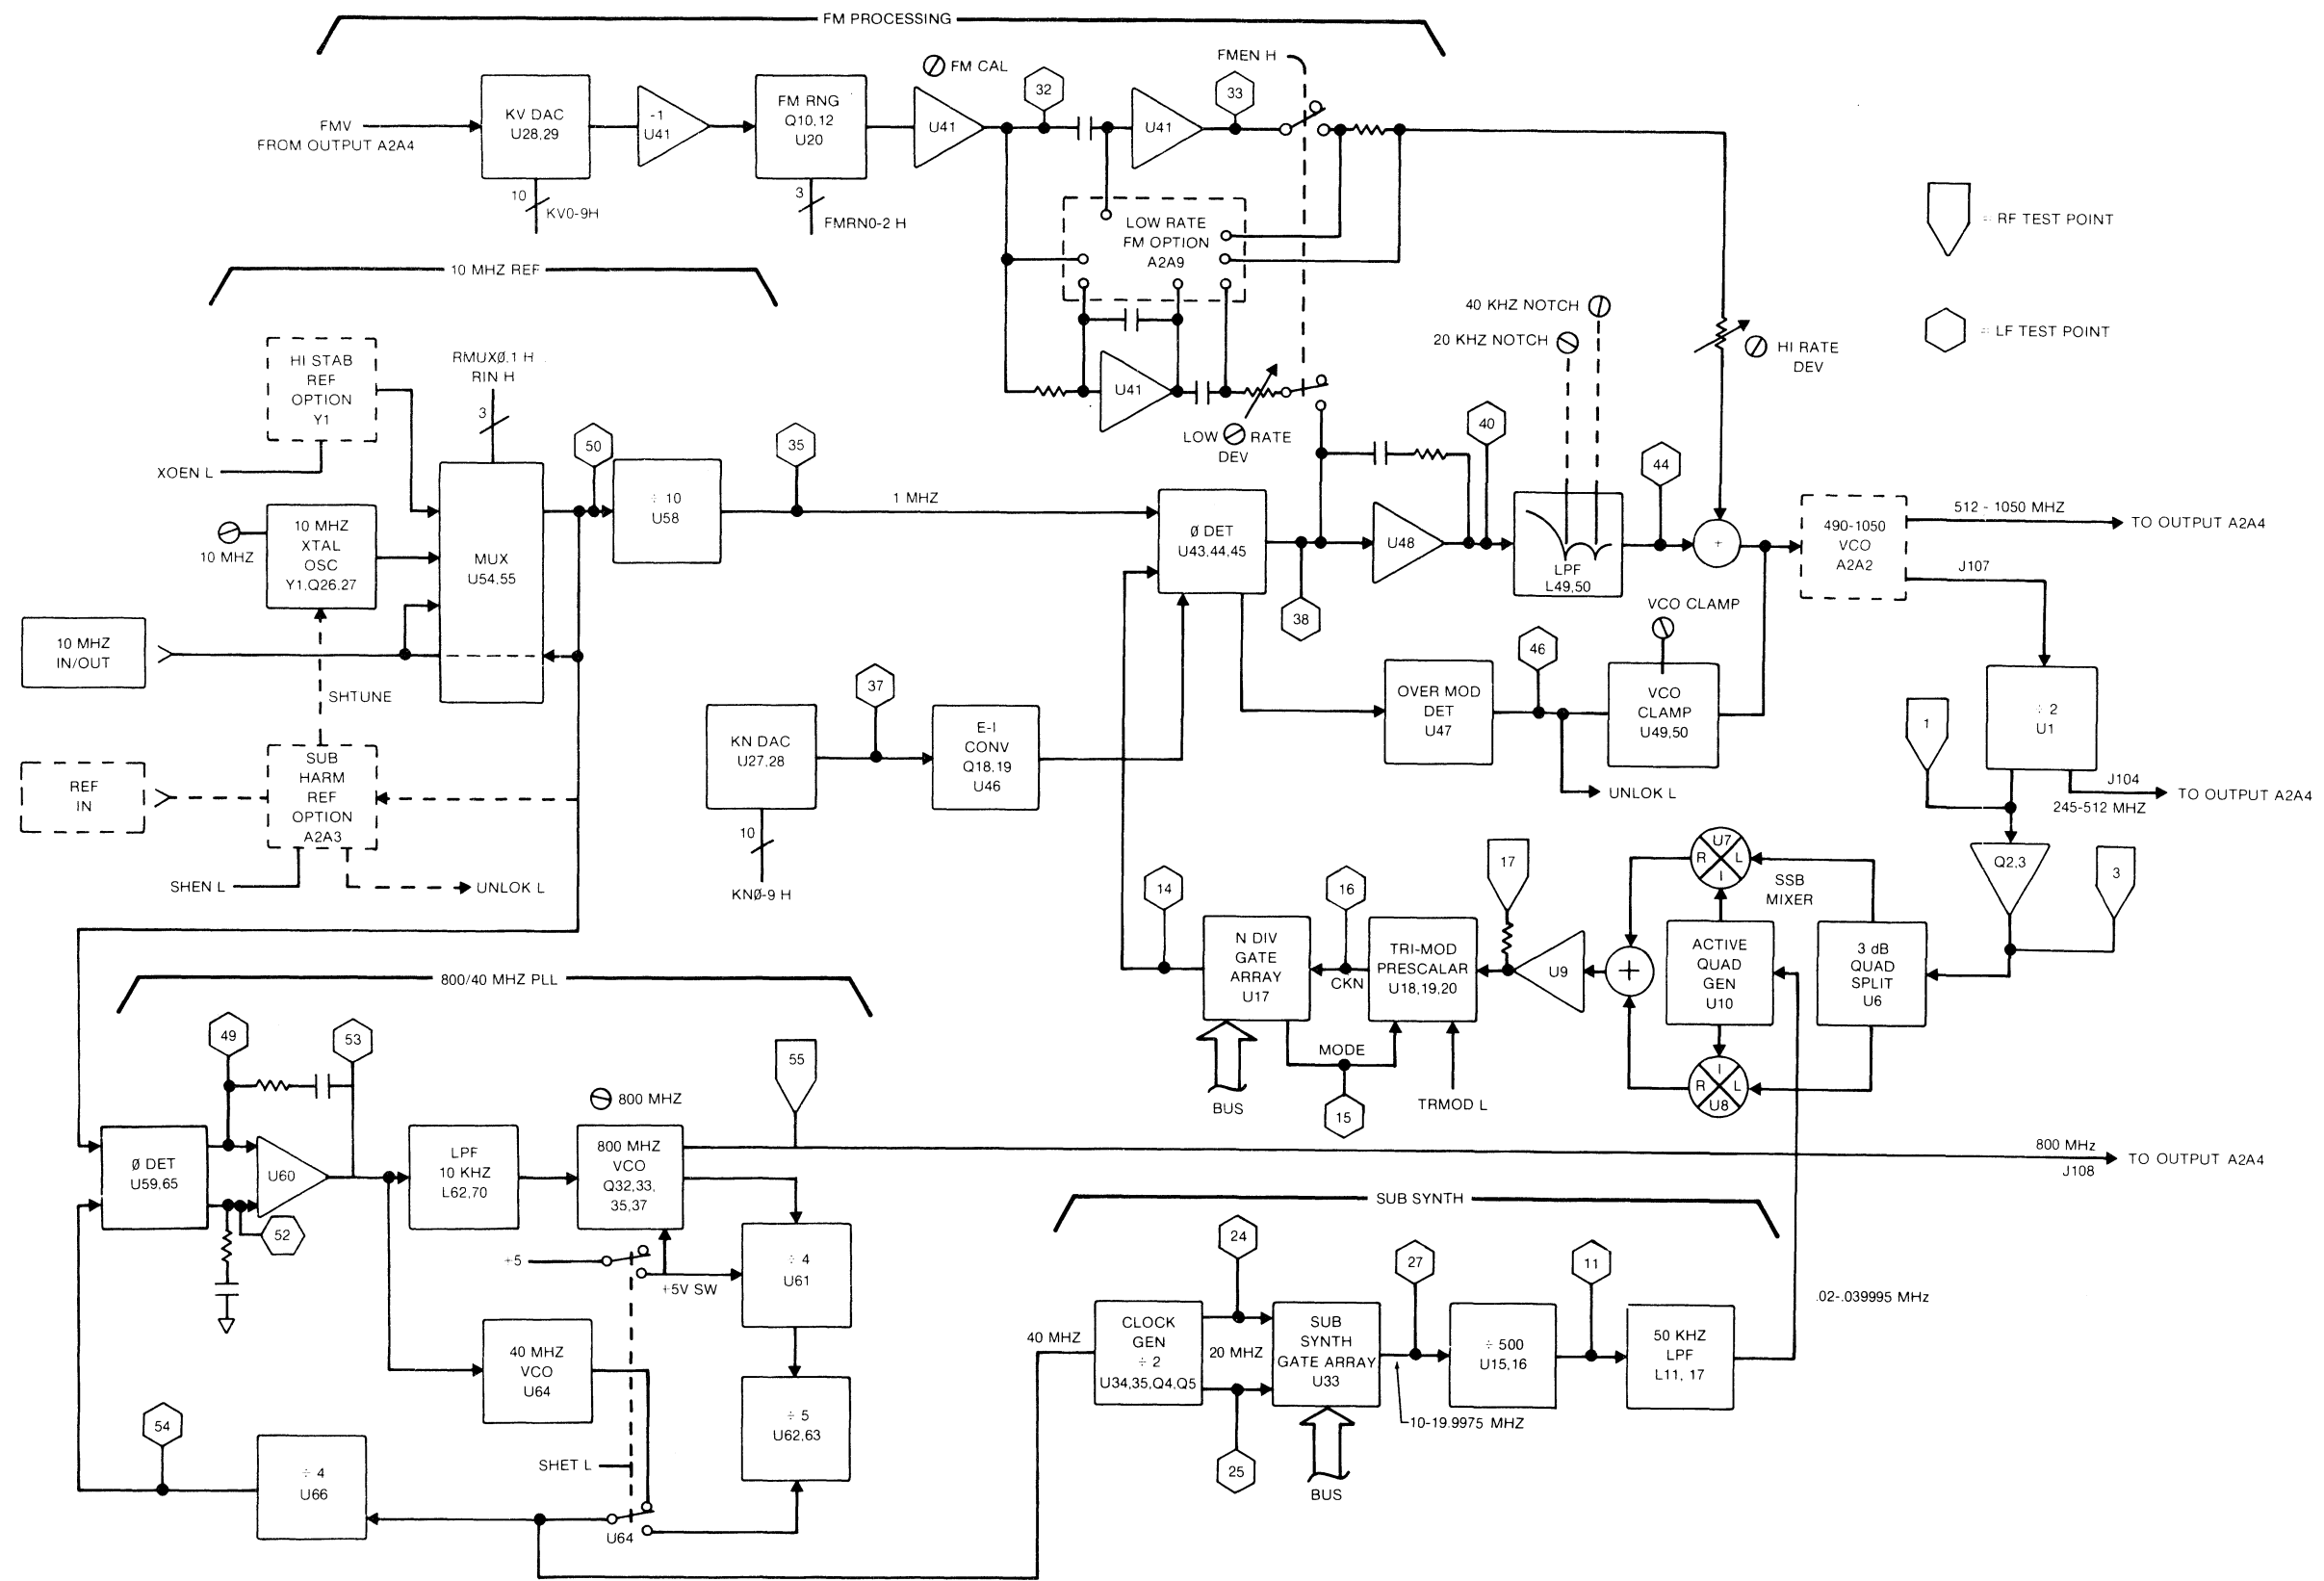 FM PROCESSING
FMV
FROM OUTPUT A2A4
KV DAC
U28,29
10
KV0-9H
-1
U41
FM RNG
Q10,12
U20
3
FMRN0-2 H
FM CAL
U41
32
U41
33
FMEN H
LOW RATE
FM OPTION
A2A9
U41
LOW RATE
DEV
= RF TEST POINT
= LF TEST POINT
HI RATE
DEV
10 MHZ REF
HI STAB
REF
OPTION
Y1
XOEN L
RMUXØ,1 H
RIN H
3
10 MHZ
10 MHZ
XTAL
OSC
Y1,Q26,27
MUX
U54,55
10 MHZ
IN/OUT
SHTUNE
REF
IN
SUB
HARM
REF
OPTION
A2A3
SHEN L
UNLOK L
50
÷ 10
U58
35
1 MHZ
Ø DET
U43,44,45
38
U48
40
20 KHZ NOTCH
40 KHZ NOTCH
LPF
L49,50
44
+
490-1050
VCO
A2A2
512 - 1050 MHZ
TO OUTPUT A2A4
J107
÷ 2
U1
J104
245-512 MHZ
TO OUTPUT A2A4
OVER MOD
DET
U47
46
VCO CLAMP
VCO
CLAMP
U49,50
UNLOK L
KN DAC
U27,28
10
KNØ-9 H
37
E-I
CONV
Q18,19
U46
1
Q2,3
3
3 dB
QUAD
SPLIT
U6
SSB
MIXER
U7
R
L
I
ACTIVE
QUAD
GEN
U10
I
R
L
U8
+
U9
17
TRI-MOD
PRESCALAR
U18,19,20
TRMOD L
16
CKN
MODE
15
N DIV
GATE
ARRAY
U17
BUS
14
800/40 MHZ PLL
49
53
Ø DET
U59,65
U60
52
LPF
10 KHZ
L62,70
800 MHZ
800 MHZ
VCO
Q32,33,
35,37
55
800 MHz
J108
TO OUTPUT A2A4
+5
+5V SW
÷ 4
U61
40 MHZ
VCO
U64
÷ 5
U62,63
SHET L
U64
54
÷ 4
U66
SUB SYNTH
40 MHZ
CLOCK
GEN
÷ 2
U34,35,Q4,Q5
24
20 MHZ
25
SUB
SYNTH
GATE ARRAY
U33
BUS
27
10-19.9975 MHZ
÷ 500
U15,16
11
50 KHZ
LPF
L11, 17
.02-.039995 MHz